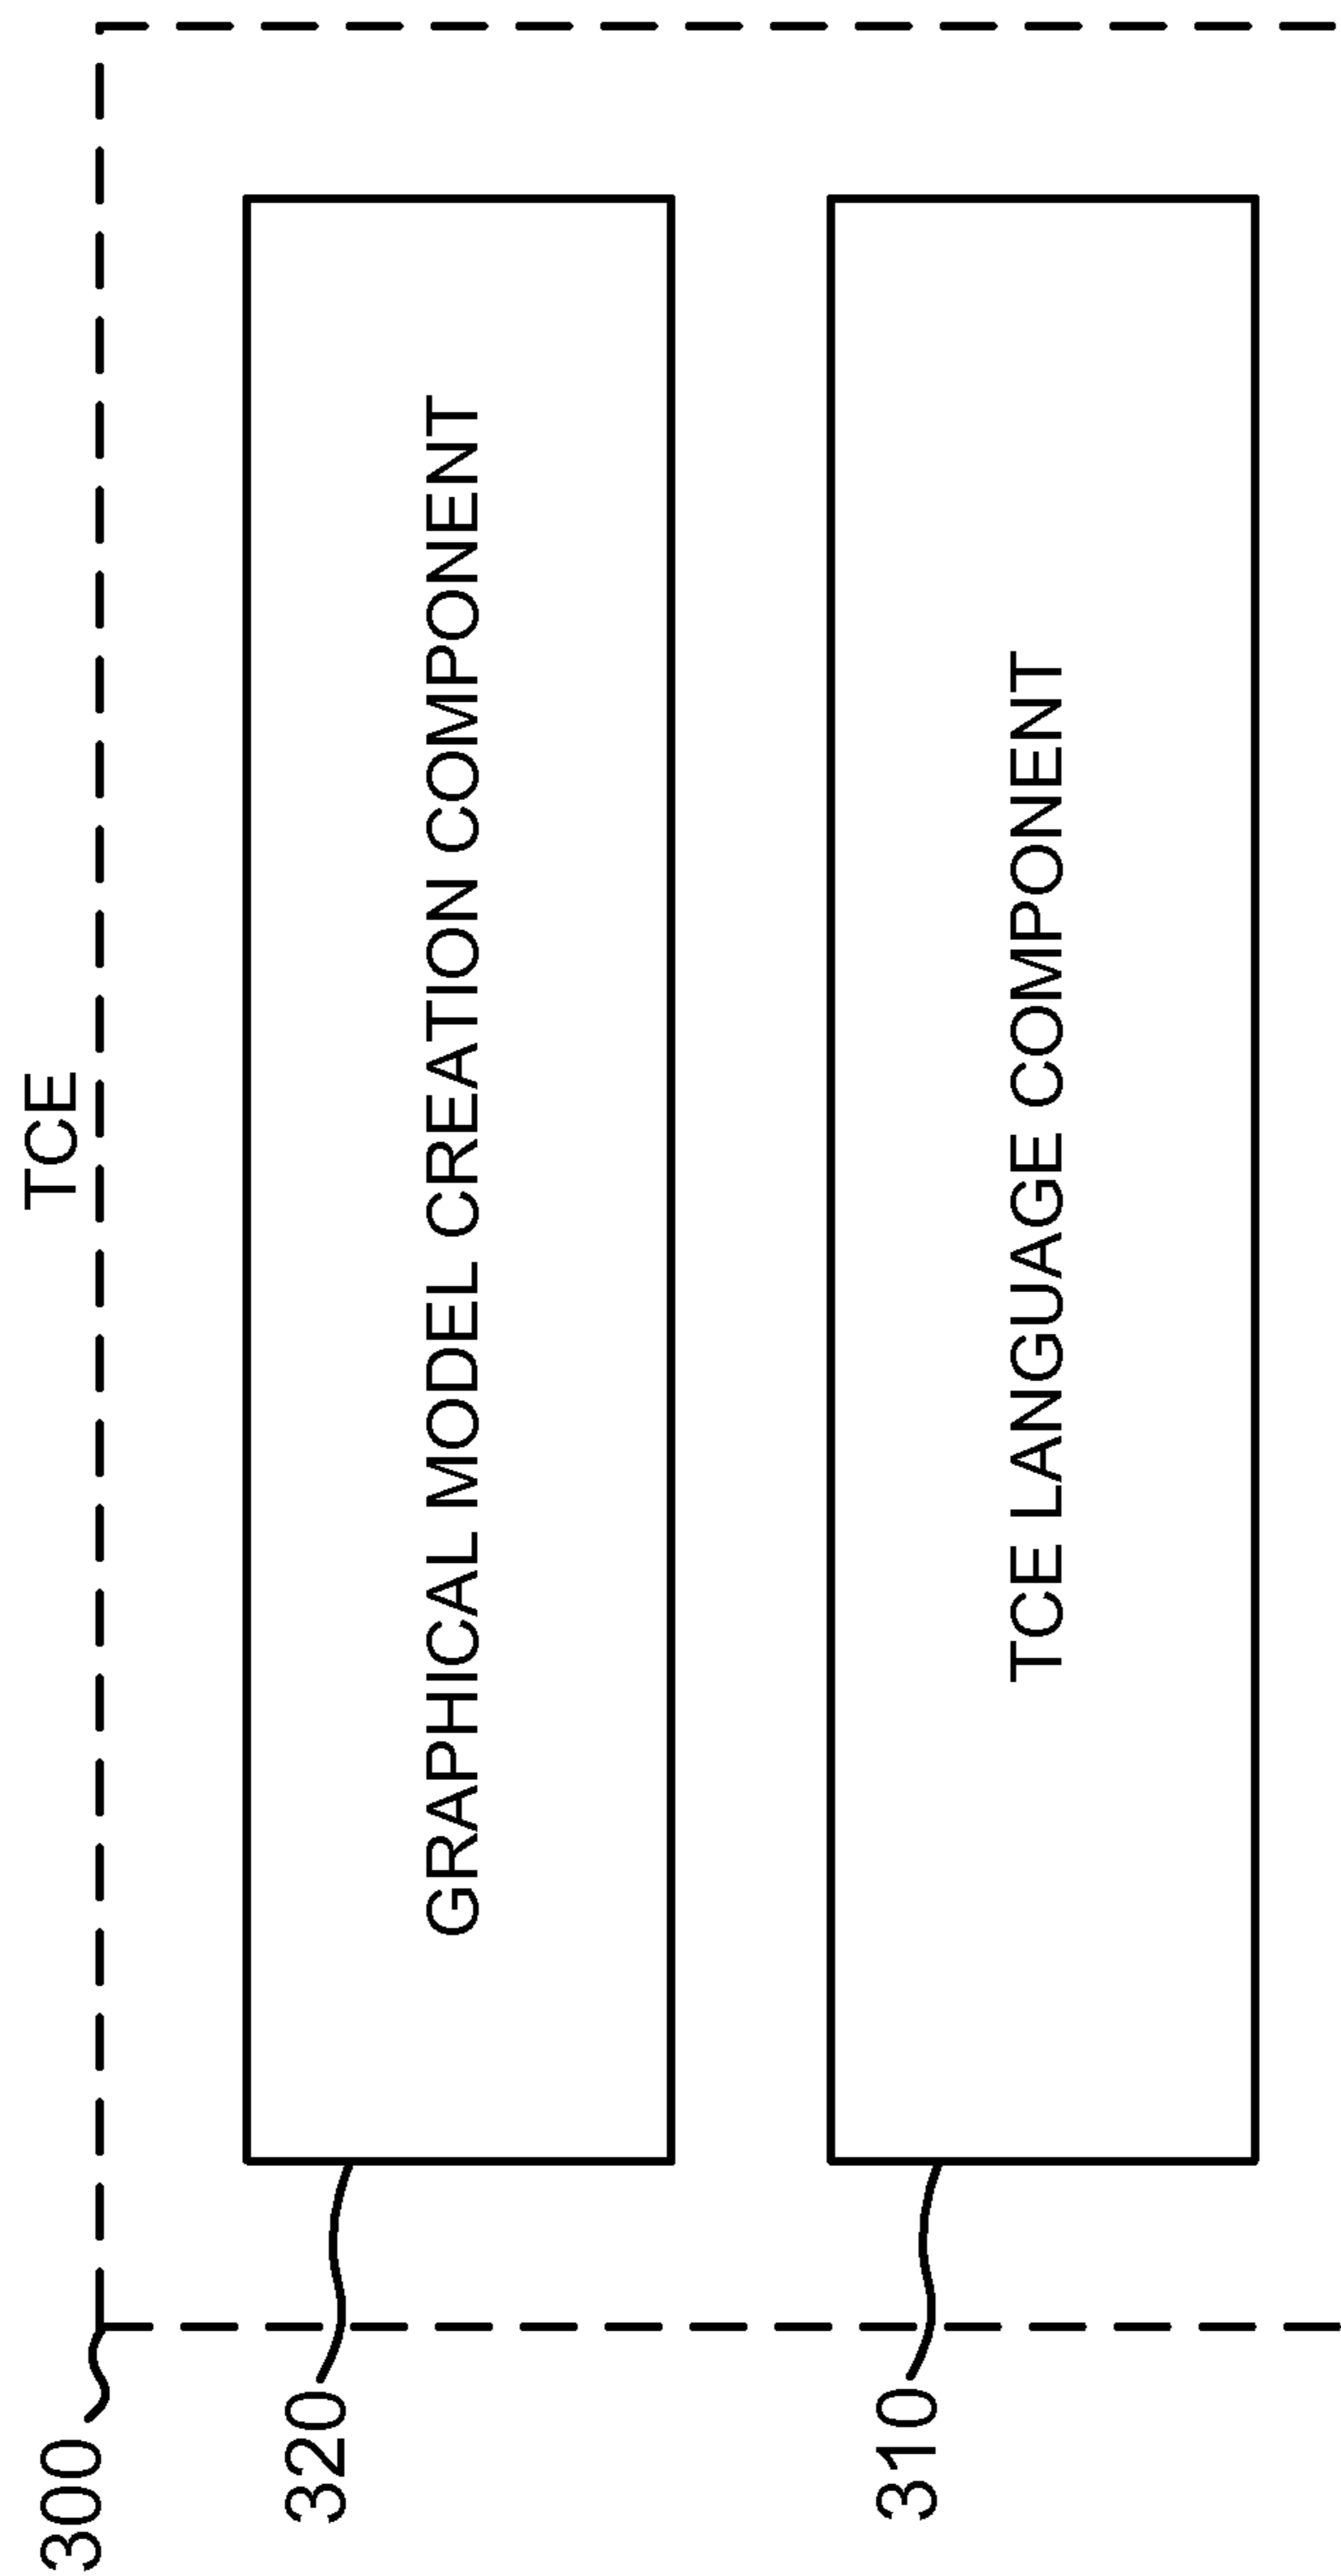 TCE
300
320
GRAPHICAL MODEL CREATION COMPONENT
310
TCE LANGUAGE COMPONENT